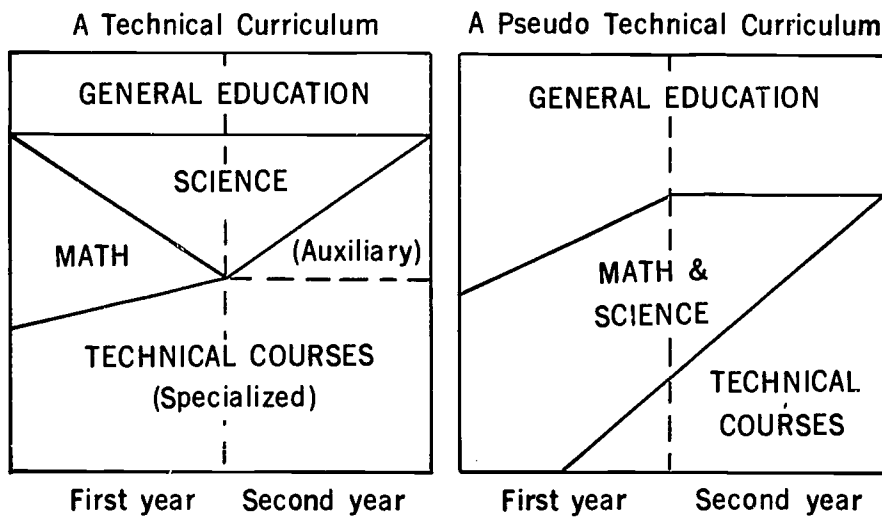 A Technical Curriculum
GENERAL EDUCATION
SCIENCE
MATH
(Auxiliary)
TECHNICAL COURSES
(Specialized)
First year
Second year
A Pseudo Technical Curriculum
GENERAL EDUCATION
MATH &
SCIENCE
TECHNICAL
COURSES
First year
Second year